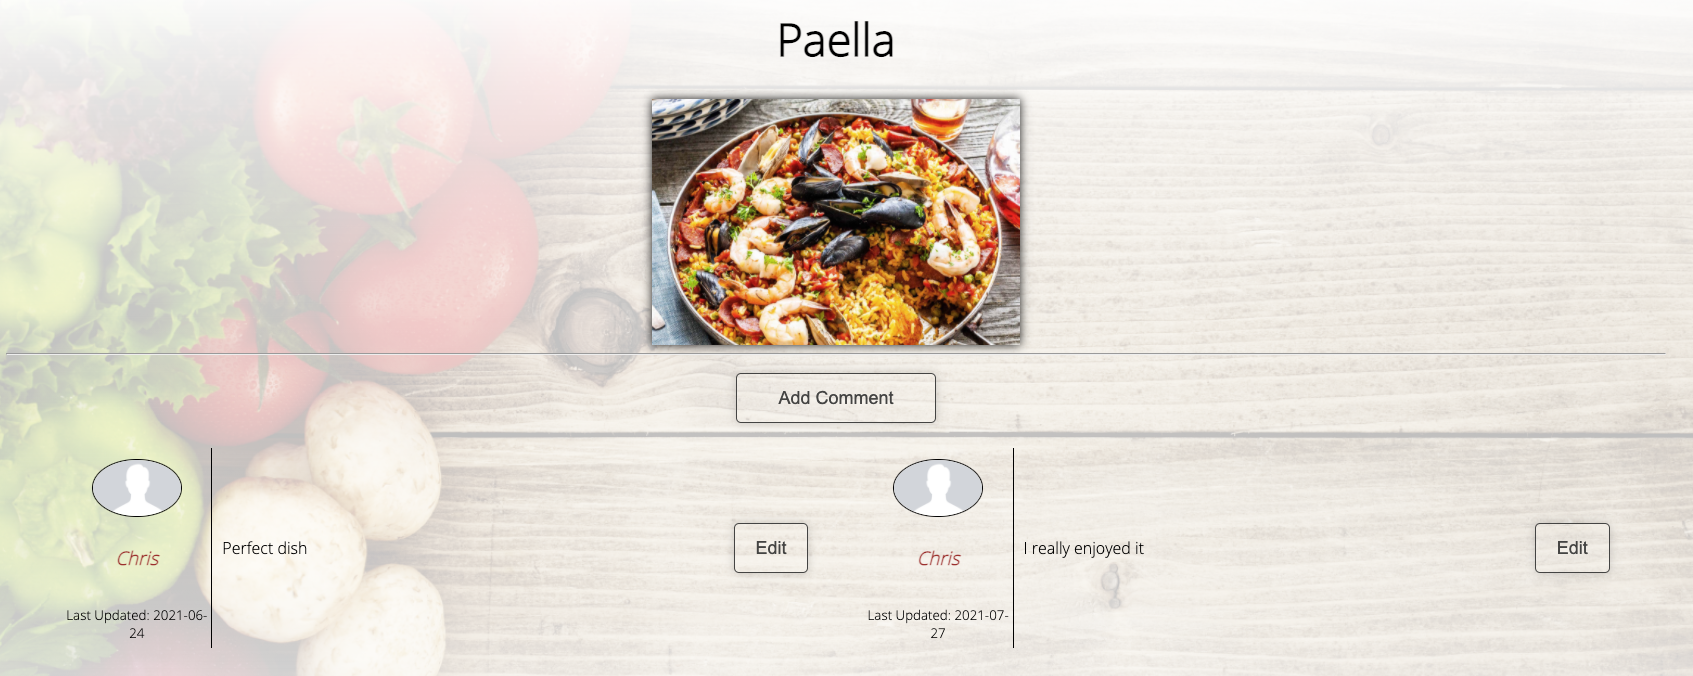 Paella
Add Comment
Chris
Last Updated: 2021-06-
24
Perfect dish
Edit
Chris
Last Updated: 2021-07-
27
I really enjoyed it
Edit